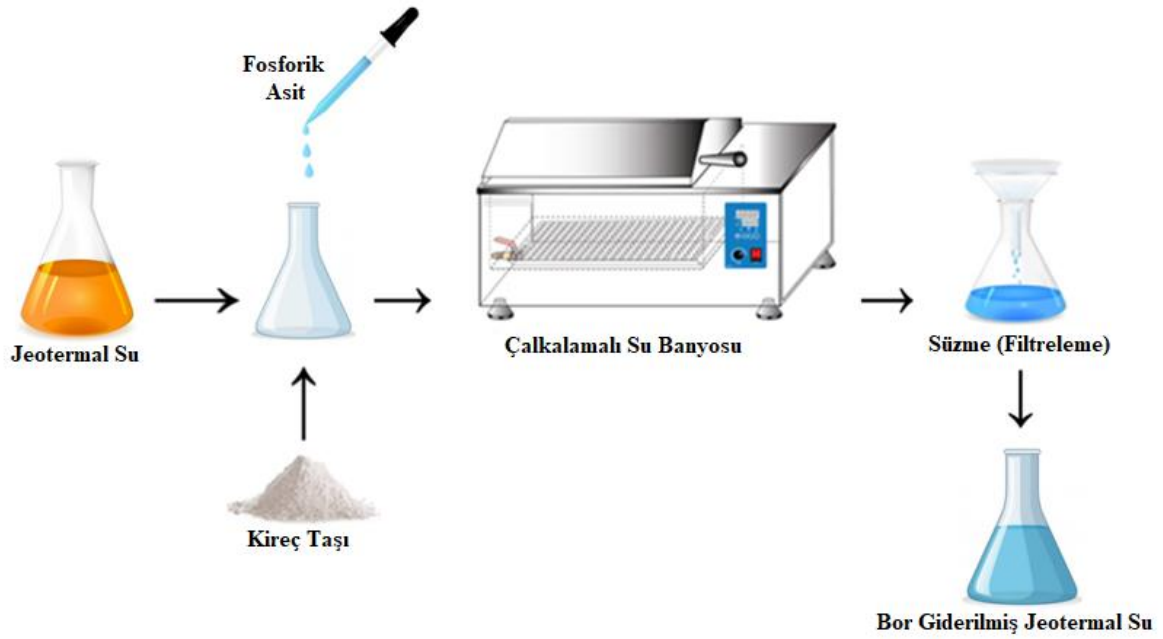 Fosforik
Asit
Jeotermal Su
Kireç Taşı
Çalkalamalı Su Banyosu
Süzme (Filtreleme)
Bor Giderilmiş Jeotermal Su